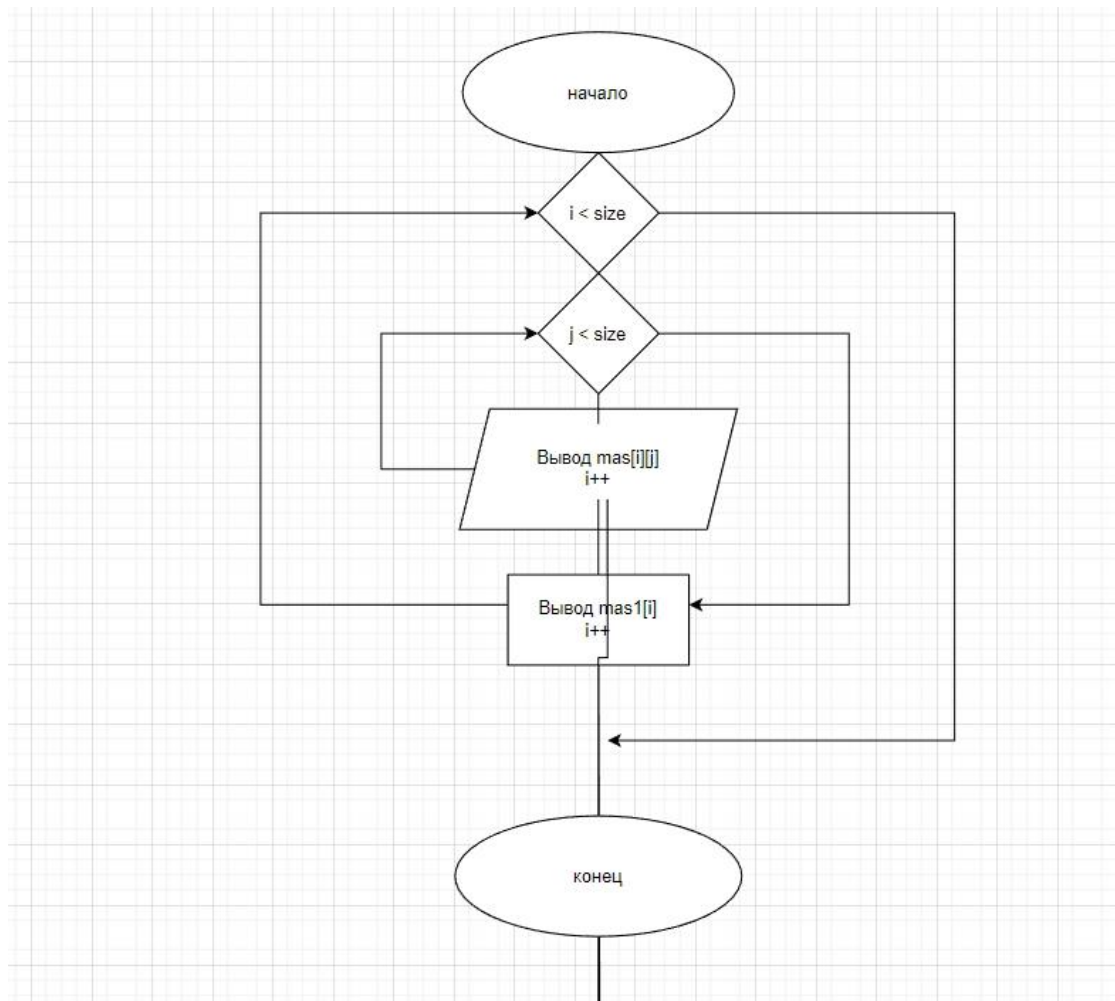 начало
i < size
j < size
Вывод mas[i][j]
i++
Вывод mas1[i]
i++
конец